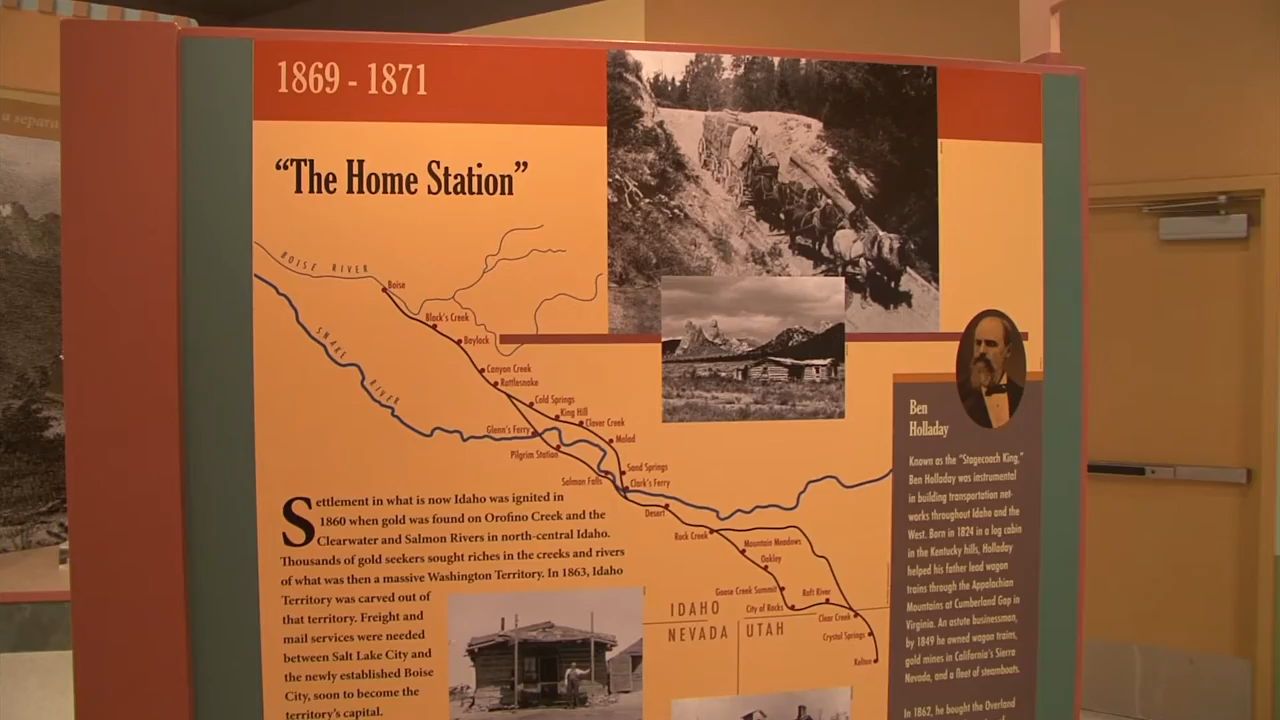 1869 - 1871
"The Home Station"
BOISE RIVER
SNAKE RIVER
Boise
Black's Creek
Baylock
Canyon Creek
Rattlesnake
Cold Springs
King Hill
Clover Creek
Glenn's Ferry
Malad
Pilgrim Station
Sand Springs
Salmon Falls
Clark's Ferry
Desert
Rock Creek
Mountain Meadows
Oakley
Goose Creek Summit
Raft River
City of Rocks
Clear Creek
Crystal Springs
Kelton
IDAHO
NEVADA
UTAH
Settlement in what is now Idaho was ignited in
1860 when gold was found on Orofino Creek and the
Clearwater and Salmon Rivers in north-central Idaho.
Thousands of gold seekers sought riches in the creeks and rivers
of what was then a massive Washington Territory. In 1863, Idaho
Territory was carved out of
that territory. Freight and
mail services were needed
between Salt Lake City and
the newly established Boise
City, soon to become the
territory's capital.
Ben
Holladay
Known as the "Stagecoach King,"
Ben Holladay was instrumental
in building transportation net-
works throughout Idaho and the
West. Born in 1824 in a log cabin
in the Kentucky hills, Holladay
helped his father lead wagon
trains through the Appalachian
Mountains at Cumberland Gap in
Virginia. An astute businessman,
by 1849 he owned wagon trains,
gold mines in California's Sierra
Nevada, and a fleet of steamboats.
In 1862, he bought the Overland